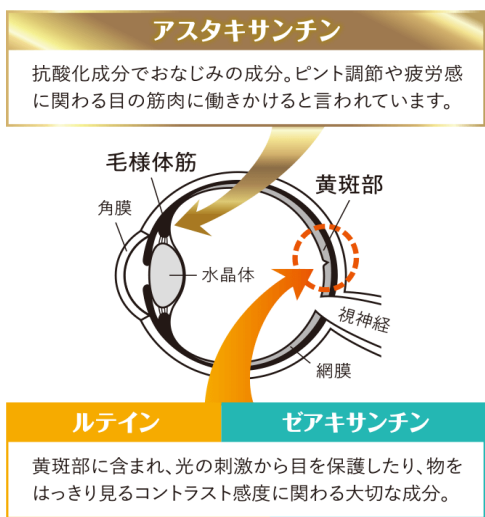 アスタキサンチン
抗酸化成分でおなじみの成分。ピント調節や疲労感
に関わる目の筋肉に働きかけると言われています。
毛様体筋
黄斑部
角膜
水晶体
視神経
網膜
ルテイン
ゼアキサンチン
黄斑部に含まれ、光の刺激から目を保護したり、物を
はっきり見るコントラスト感度に関わる大切な成分。